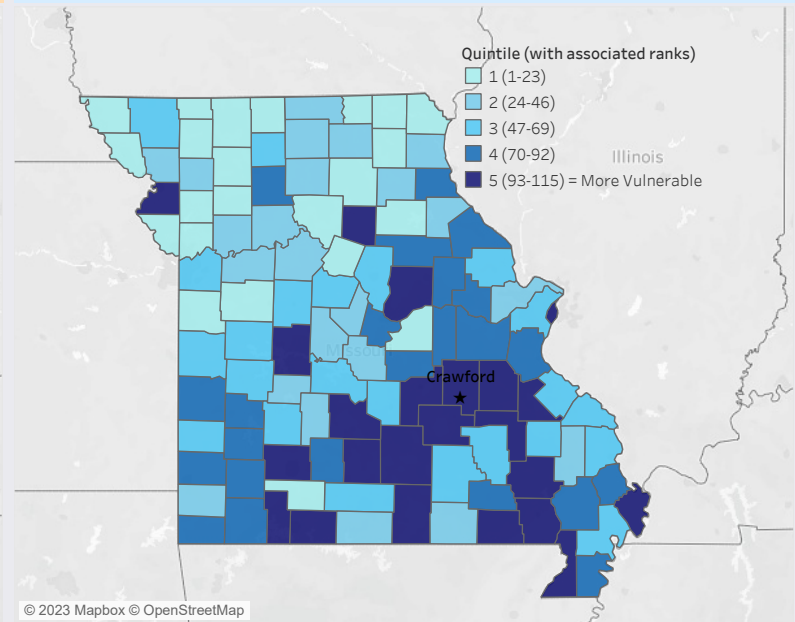 Quintile (with associated ranks)
1 (1-23)
2 (24-46)
3 (47-69)
4 (70-92)
5 (93-115) = More Vulnerable
Illinois
Missouri
Crawford
★
© 2023 Mapbox © OpenStreetMap